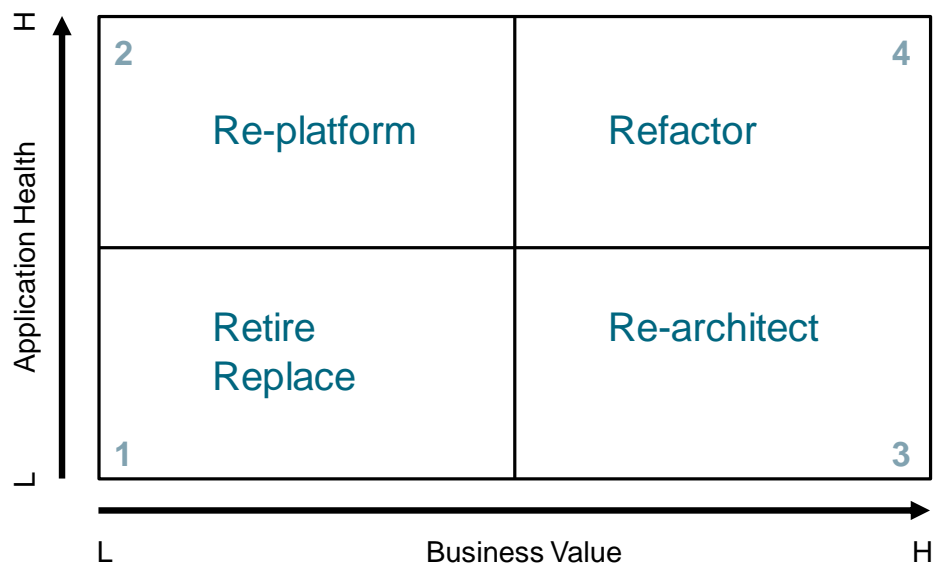 H
2
4
Re-platform
Refactor
Application Health
Retire
Replace
Re-architect
1
3
L
L
Business Value
H